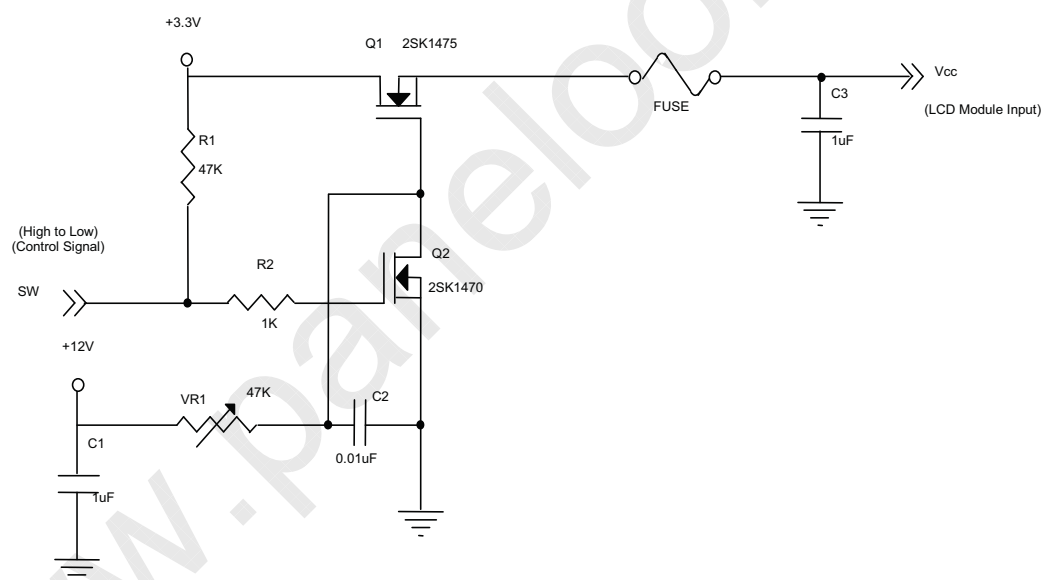 +3.3V
Q1 2SK1475
Vcc
C3
FUSE
(LCD Module Input)
R1
1uF
47K
(High to Low)
(Control Signal)
Q2
R2
2SK1470
SW
1K
+12V
VR1
47K
C2
C1
0.01uF
1uF
w.paneloo